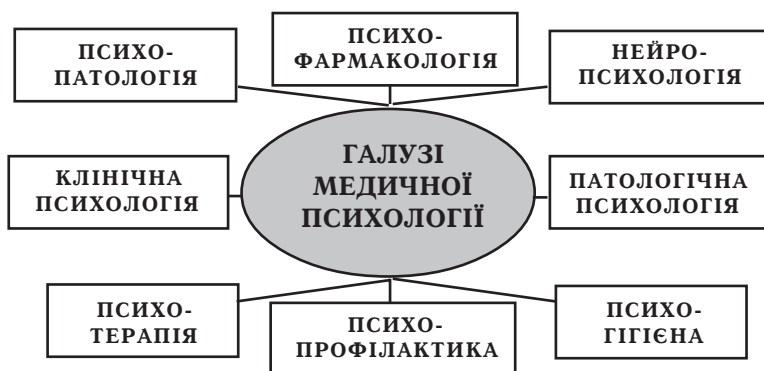 ПСИХО-
ПАТОЛОГІЯ
ПСИХО-
ФАРМАКОЛОГІЯ
НЕЙРО-
ПСИХОЛОГІЯ
КЛІНІЧНА
ПСИХОЛОГІЯ
ГАЛУЗІ
МЕДИЧНОЇ
ПСИХОЛОГІЇ
ПАТОЛОГІЧНА
ПСИХОЛОГІЯ
ПСИХО-
ТЕРАПІЯ
ПСИХО-
ПРОФІЛАКТИКА
ПСИХО-
ГІГІЄНА